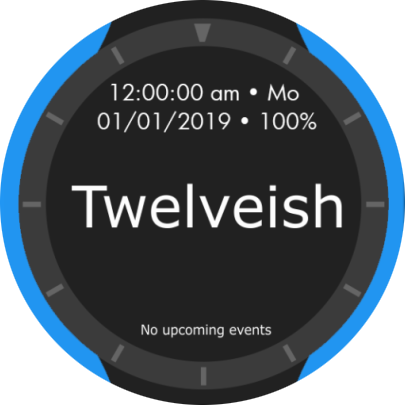 12:00:00 am • Mo
01/01/2019 • 100%
Twelveish
No upcoming events